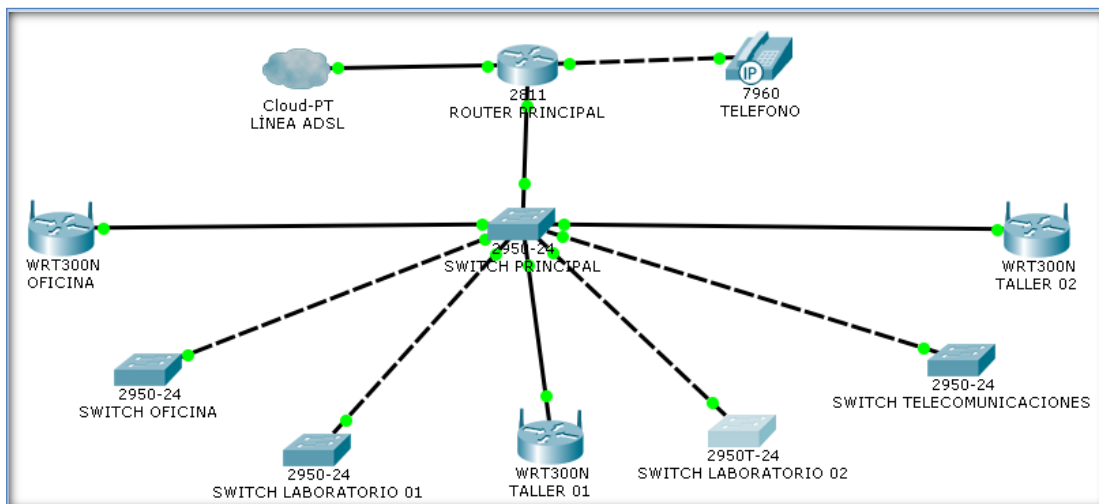 IP
Cloud-PT
LÍNEA ADSL
2811
ROUTER PRINCIPAL
7960
TELEFONO
WRT300N
OFICINA
2950-24
SWITCH PRINCIPAL
WRT300N
TALLER 02
2950-24
SWITCH OFICINA
2950-24
SWITCH TELECOMUNICACIONES
2950-24
SWITCH LABORATORIO 01
WRT300N
TALLER 01
2950T-24
SWITCH LABORATORIO 02